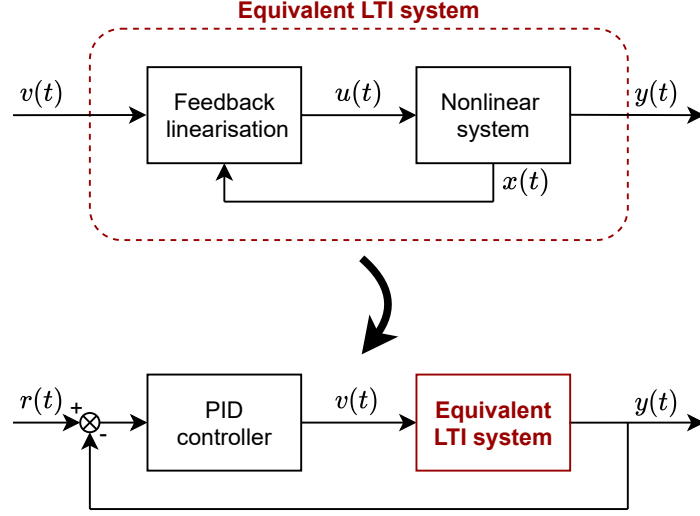 Equivalent LTI system
v(t)
Feedback
linearisation
u(t)
Nonlinear
system
y(t)
x(t)
r(t)
+
-
PID
controller
v(t)
Equivalent
LTI system
y(t)